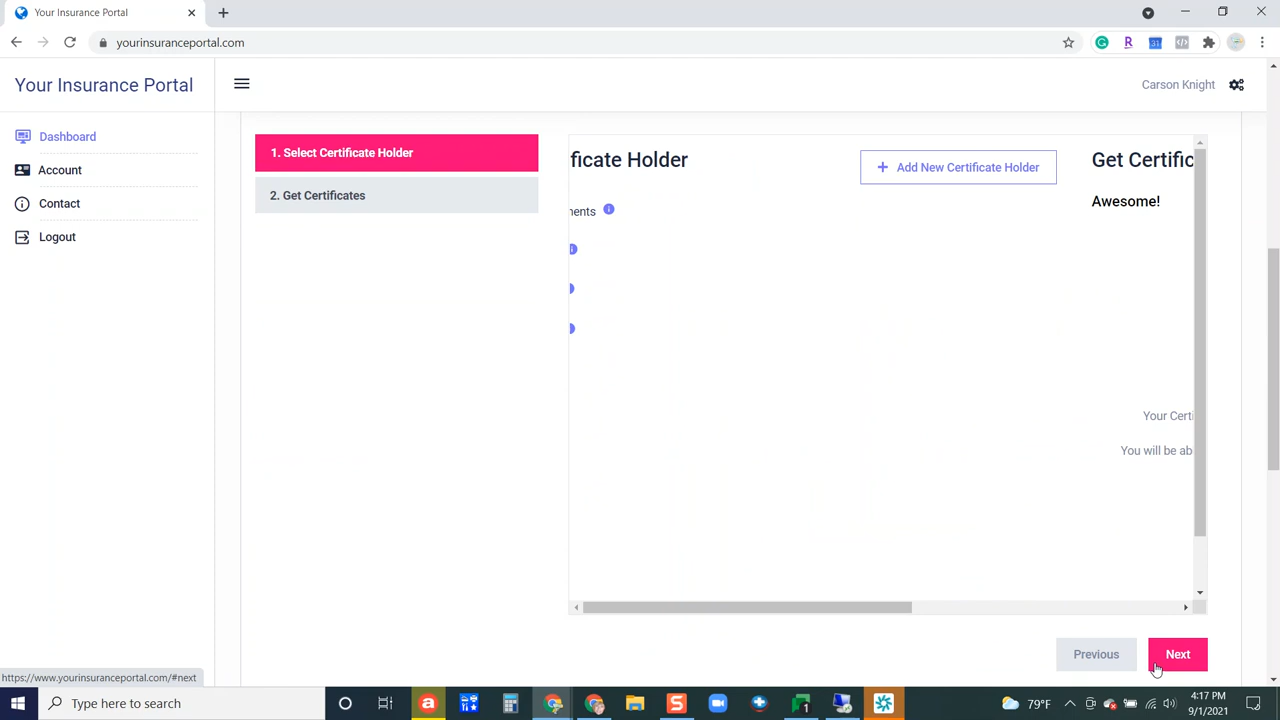 Your Insurance Portal
yourinsuranceportal.com
Your Insurance Portal
Carson Knight
Dashboard
Account
Contact
Logout
1. Select Certificate Holder
2. Get Certificates
ficate Holder
+ Add New Certificate Holder
Get Certific
nents
Awesome!
Your Certi
You will be ab
Previous
Next
https://www.yourinsuranceportal.com/#next
Type here to search
79°F
4:17 PM
9/1/2021